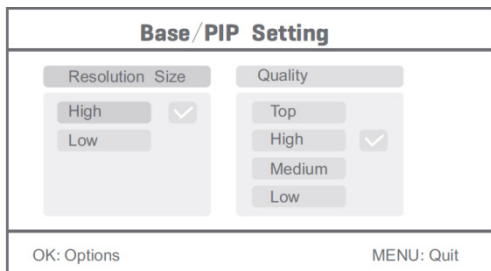 Base/PIP Setting
Resolution Size
Quality
High
Low
Top
High
Medium
Low
OK: Options
MENU: Quit